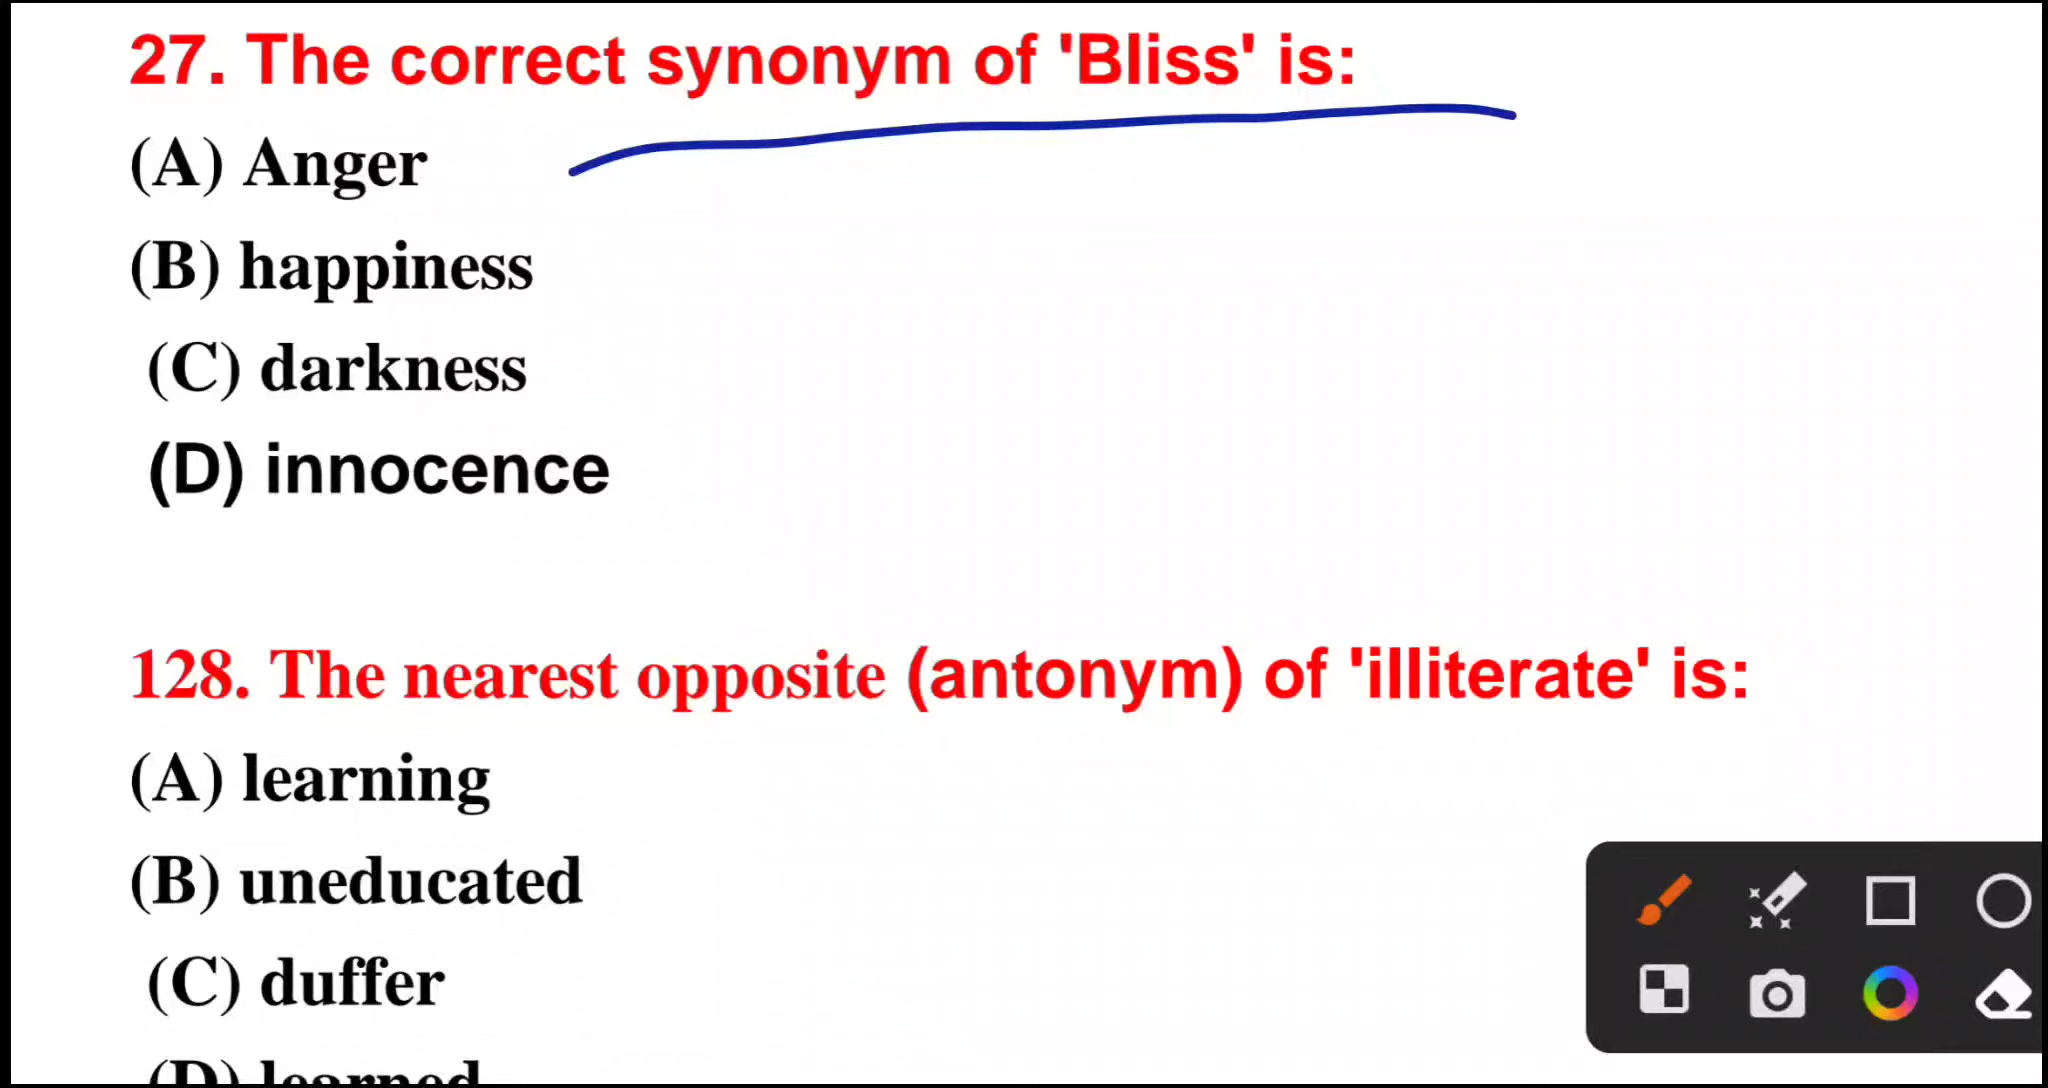 27. The correct synonym of 'Bliss' is:
(A) Anger
(B) happiness
(C) darkness
(D) innocence
128. The nearest opposite (antonym) of 'illiterate' is:
(A) learning
(B) uneducated
(C) duffer
(D) learned